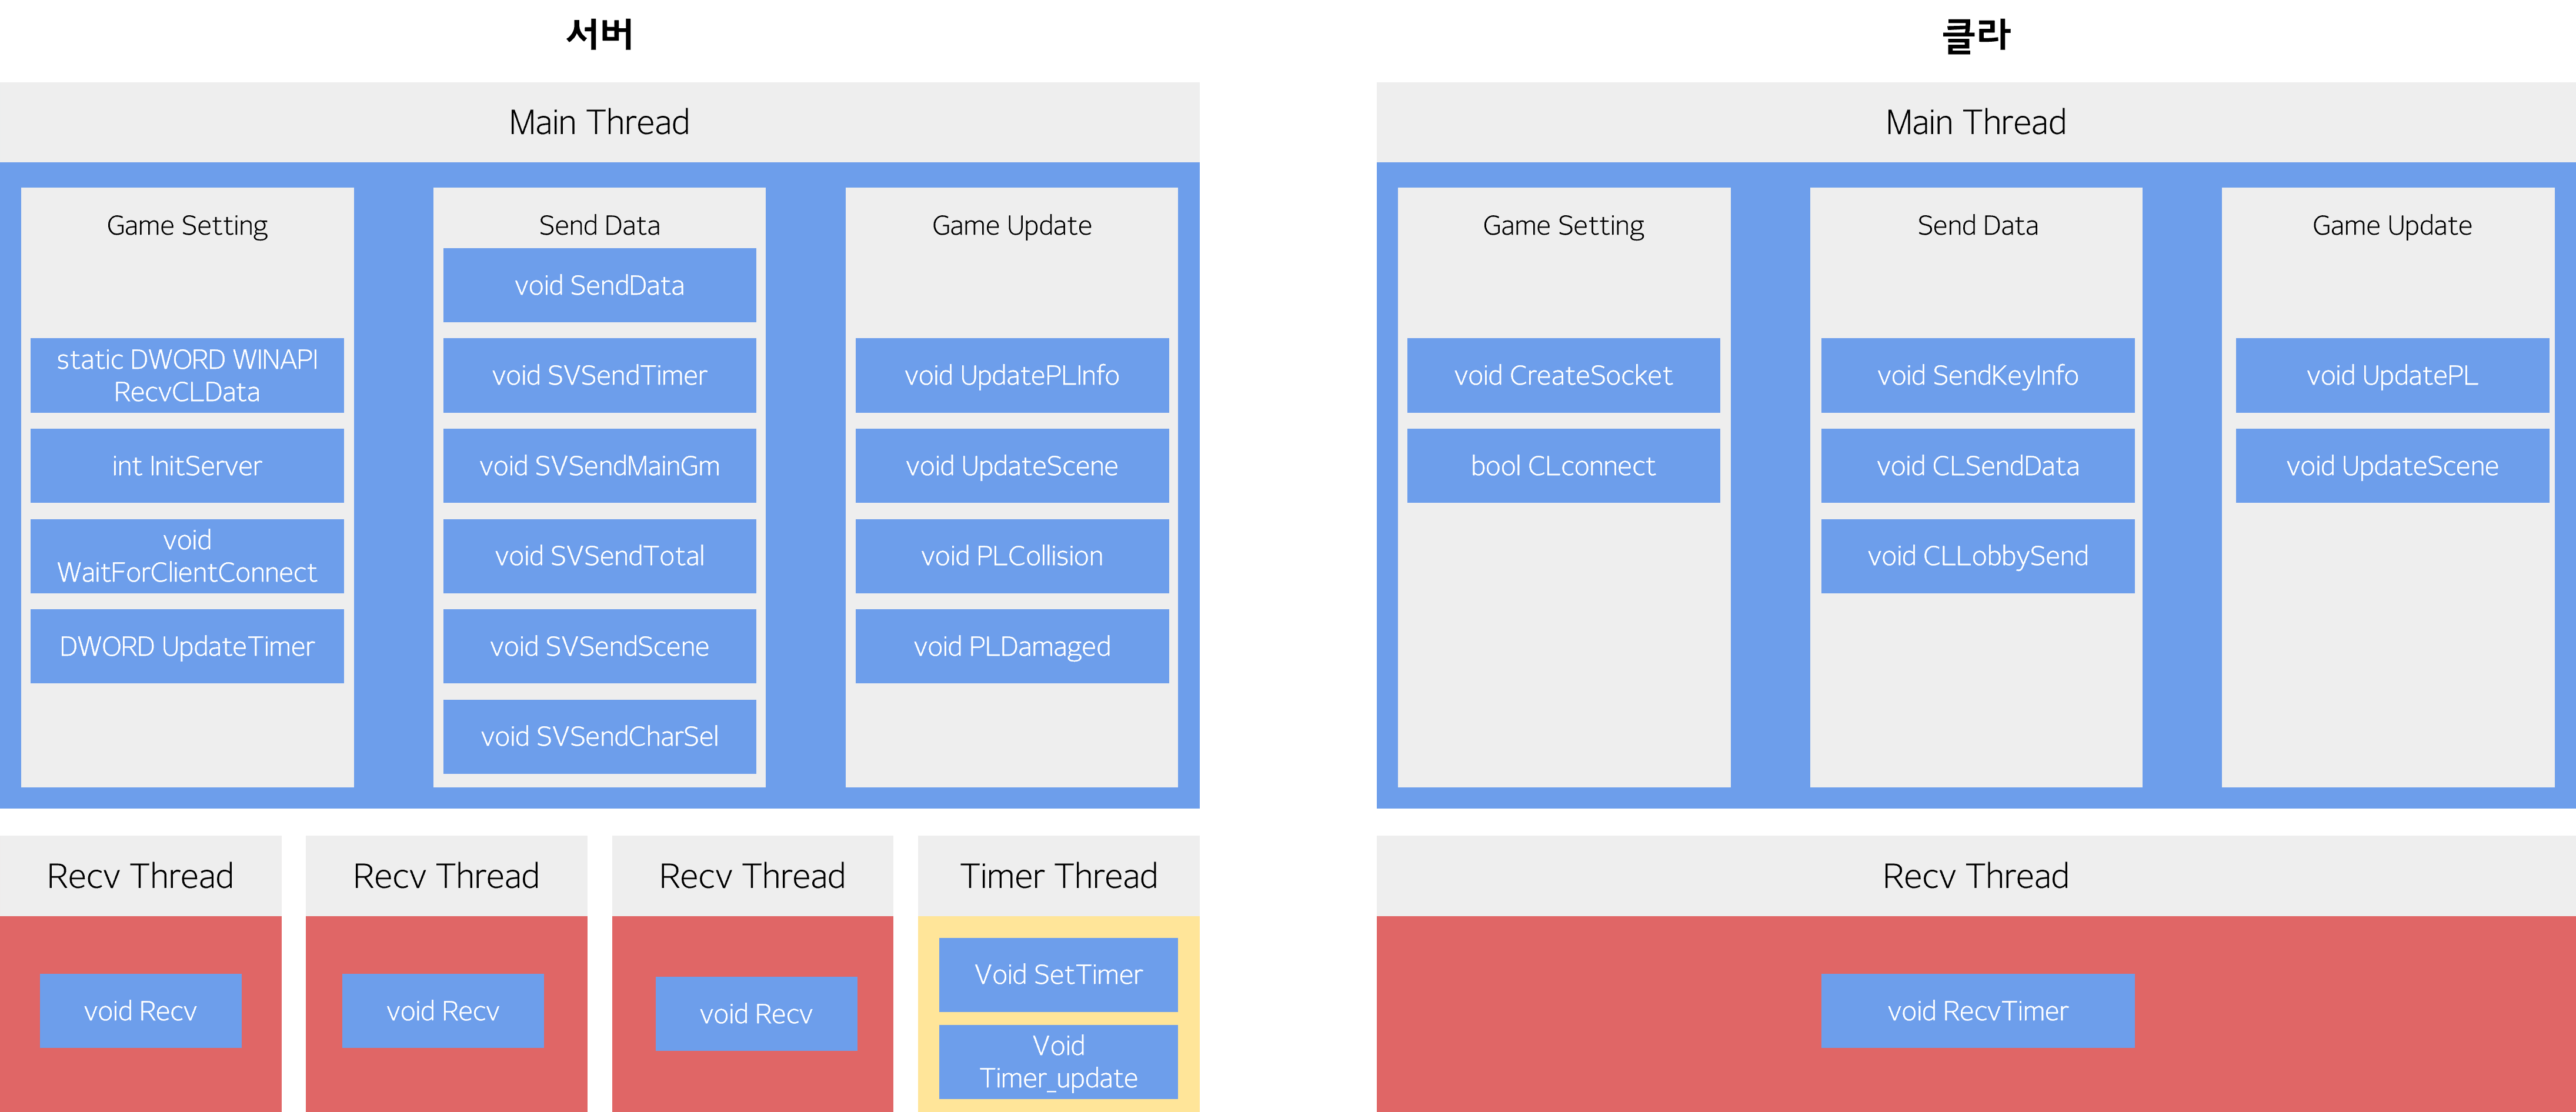 서버
Main Thread
Game Setting
static DWORD WINAPI
RecvCLData
int InitServer
void
WaitForClientConnect
DWORD UpdateTimer
Send Data
void SendData
void SVSendTimer
void SVSendMainGm
void SVSendTotal
void SVSendScene
void SVSendCharSel
Game Update
void UpdatePLInfo
void UpdateScene
void PLCollision
void PLDamaged
Recv Thread
void Recv
Recv Thread
void Recv
Recv Thread
void Recv
Timer Thread
Void SetTimer
Void
Timer_update
클라
Main Thread
Game Setting
void CreateSocket
bool CLconnect
Send Data
void SendKeyInfo
void CLSendData
void CLLobbySend
Game Update
void UpdatePL
void UpdateScene
Recv Thread
void RecvTimer